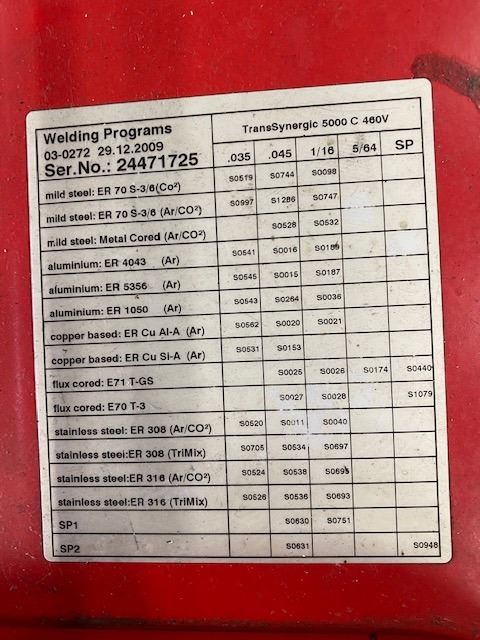 Welding Programs
03-0272 29.12.2009
Ser.No.: 24471725
TransSynergic 5000 C 460V
.035 .045 1/16 5/64 SP
mild steel: ER 70 S-3/6(Co²) S0519 S0744 S0098
mild steel: ER 70 S-3/6 (Ar/CO²) S0997 S1286 S0747
mild steel: Metal Cored (Ar/CO²) S0528 S0532
aluminium: ER 4043 (Ar) S0541 S0016 S0189
aluminium: ER 5356 (Ar) S0545 S0015 S0187
aluminium: ER 1050 (Ar) S0543 S0264 S0036
copper based: ER Cu Al-A (Ar) S0562 S0020 S0021
copper based: ER Cu Si-A (Ar) S0531 S0153
flux cored: E71 T-GS S0025 S0026 S0174 S0440
flux cored: E70 T-3 S0027 S0028 S1079
stainless steel: ER 308 (Ar/CO²) S0520 S0011 S0040
stainless steel: ER 308 (TriMix) S0705 S0534 S0697
stainless steel:ER 316 (Ar/CO²) S0524 S0538 S0695
stainless steel:ER 316 (TriMix) S0526 S0536 S0693
SP1 S0630 S0751
SP2 S0631 S0948